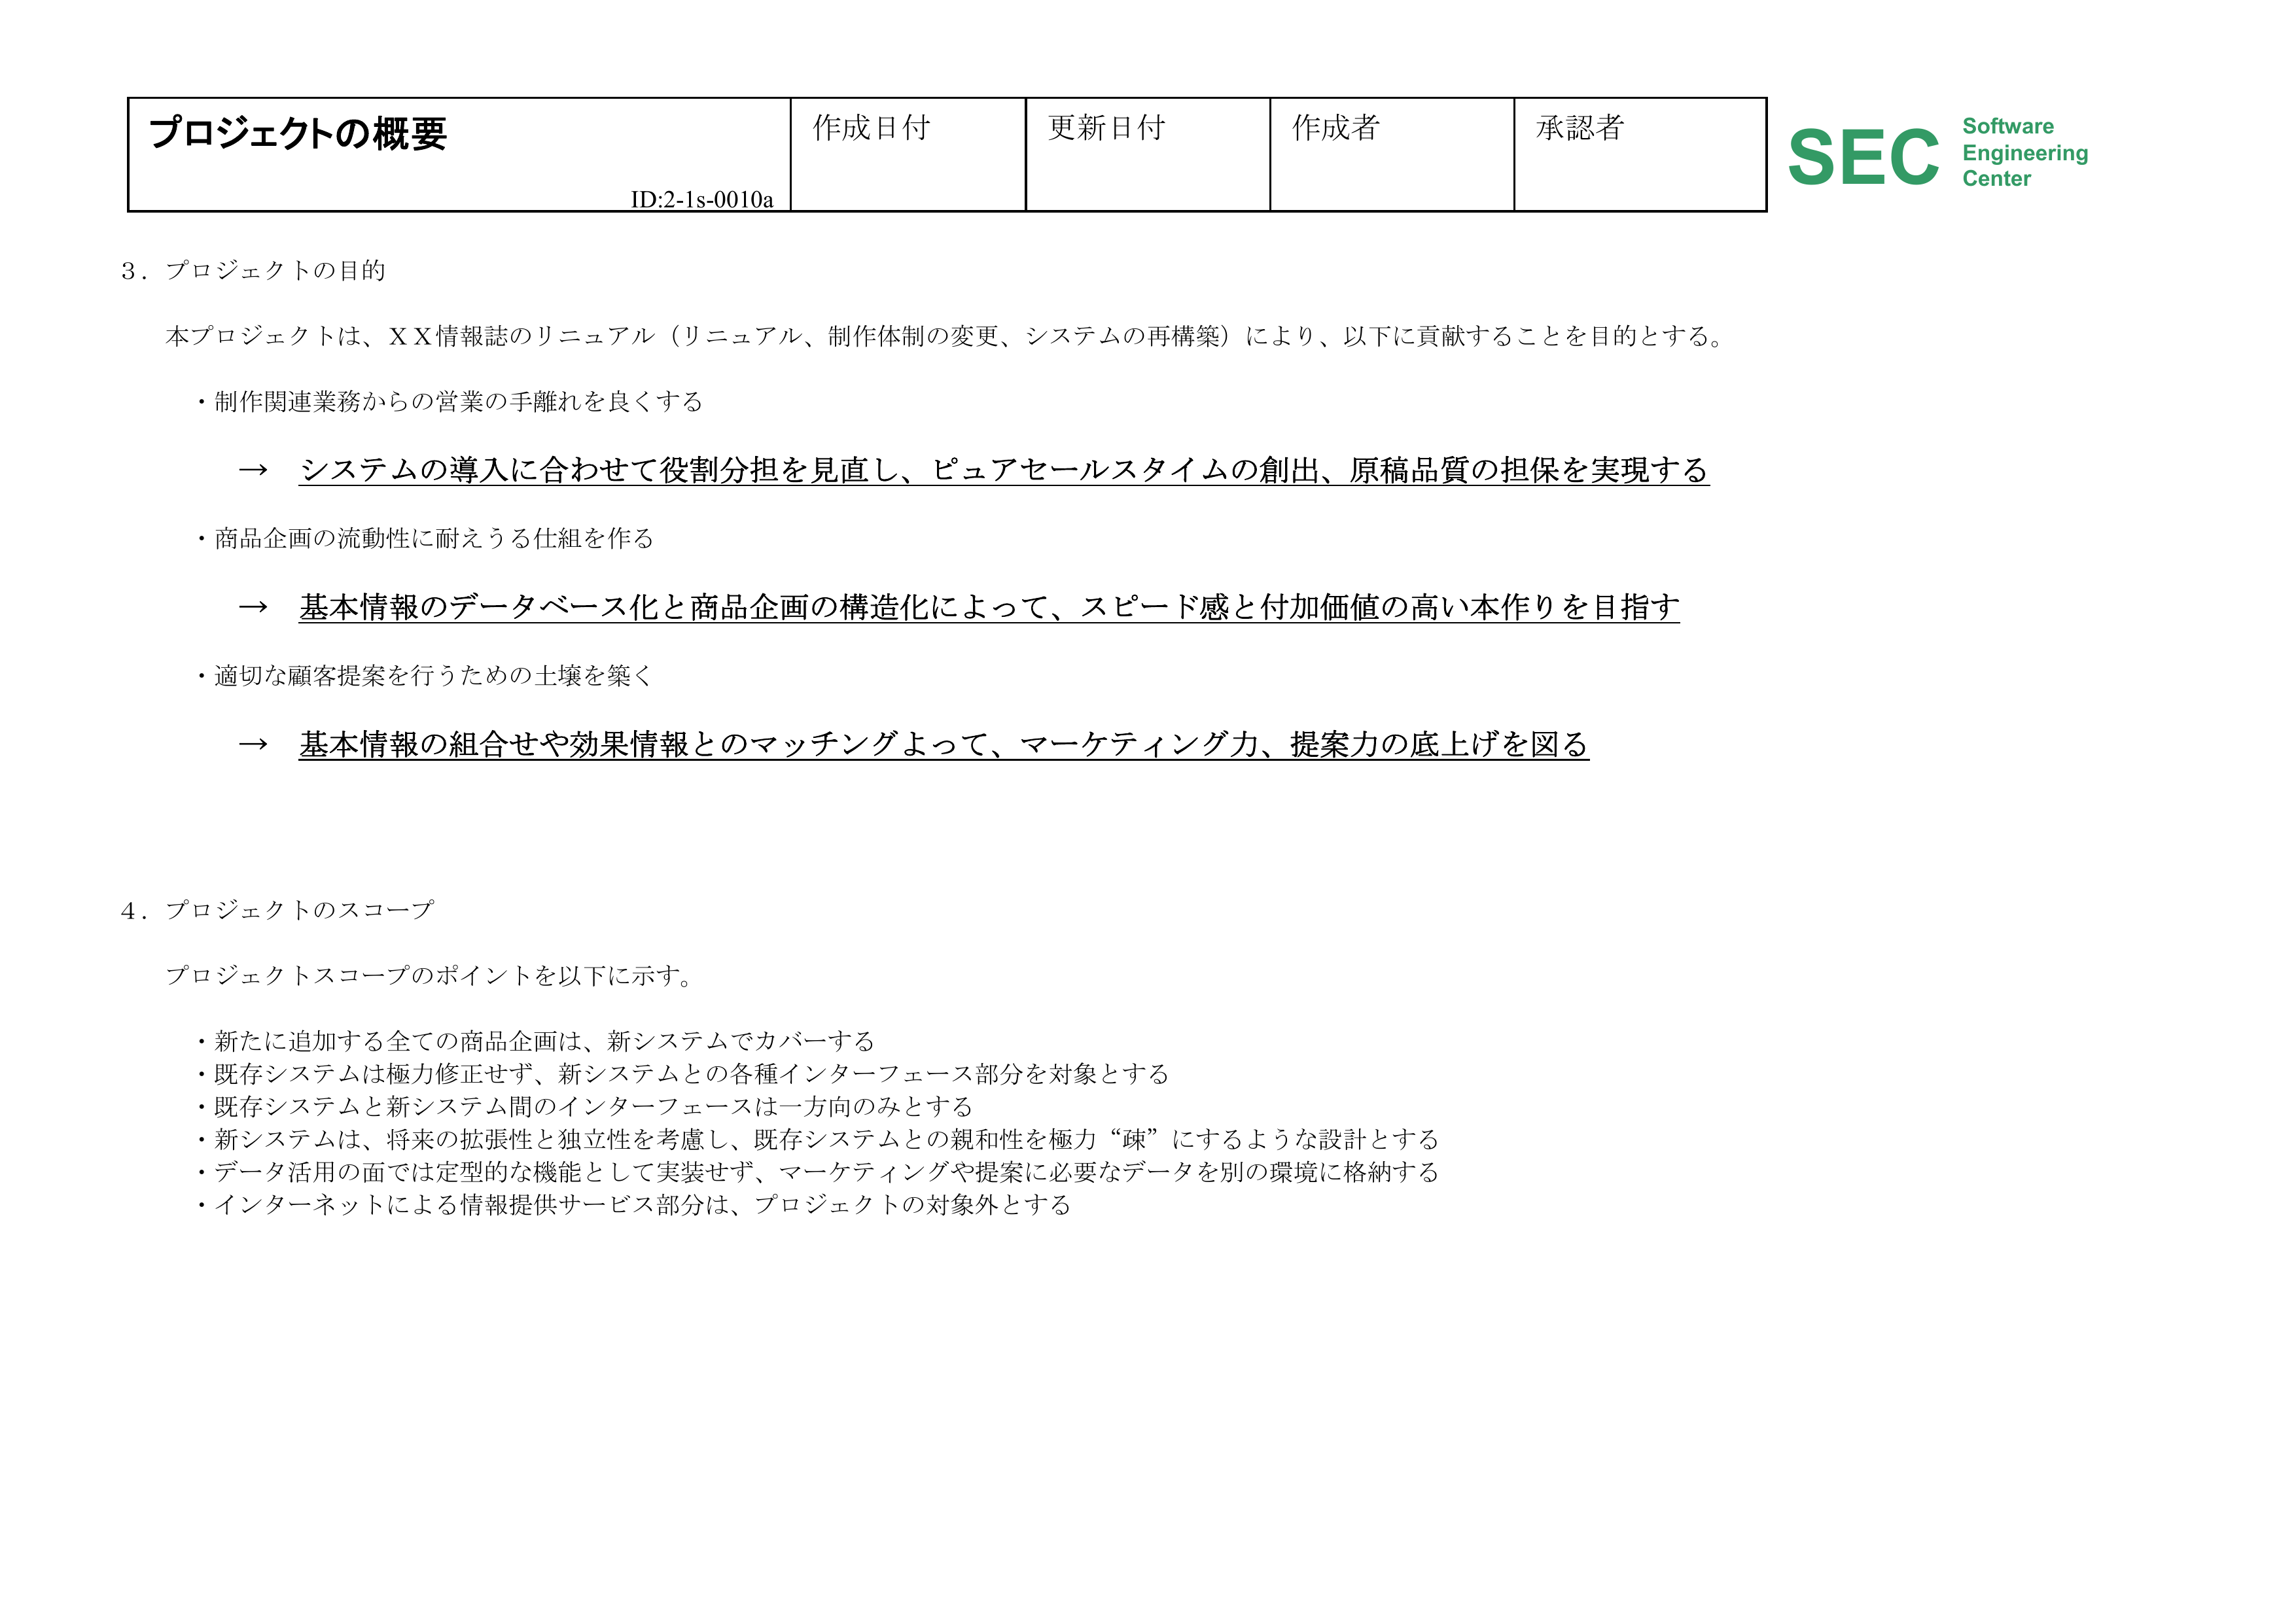 プロジェクトの概要
ID:2-1s-0010a
作成日付
更新日付
作成者
承認者
SEC
Software
Engineering
Center
３．プロジェクトの目的
本プロジェクトは、ＸＸ情報誌のリニュアル（リニュアル、制作体制の変更、システムの再構築）により、以下に貢献することを目的とする。
・制作関連業務からの営業の手離れを良くする
→　システムの導入に合わせて役割分担を見直し、ピュアセールスタイムの創出、原稿品質の担保を実現する
・商品企画の流動性に耐えうる仕組を作る
→　基本情報のデータベース化と商品企画の構造化によって、スピード感と付加価値の高い本作りを目指す
・適切な顧客提案を行うための土壌を築く
→　基本情報の組合せや効果情報とのマッチングよって、マーケティング力、提案力の底上げを図る
４．プロジェクトのスコープ
プロジェクトスコープのポイントを以下に示す。
・新たに追加する全ての商品企画は、新システムでカバーする
・既存システムは極力修正せず、新システムとの各種インターフェース部分を対象とする
・既存システムと新システム間のインターフェースは一方向のみとする
・新システムは、将来の拡張性と独立性を考慮し、既存システムとの親和性を極力“疎”にするような設計とする
・データ活用の面では定型的な機能として実装せず、マーケティングや提案に必要なデータを別の環境に格納する
・インターネットによる情報提供サービス部分は、プロジェクトの対象外とする